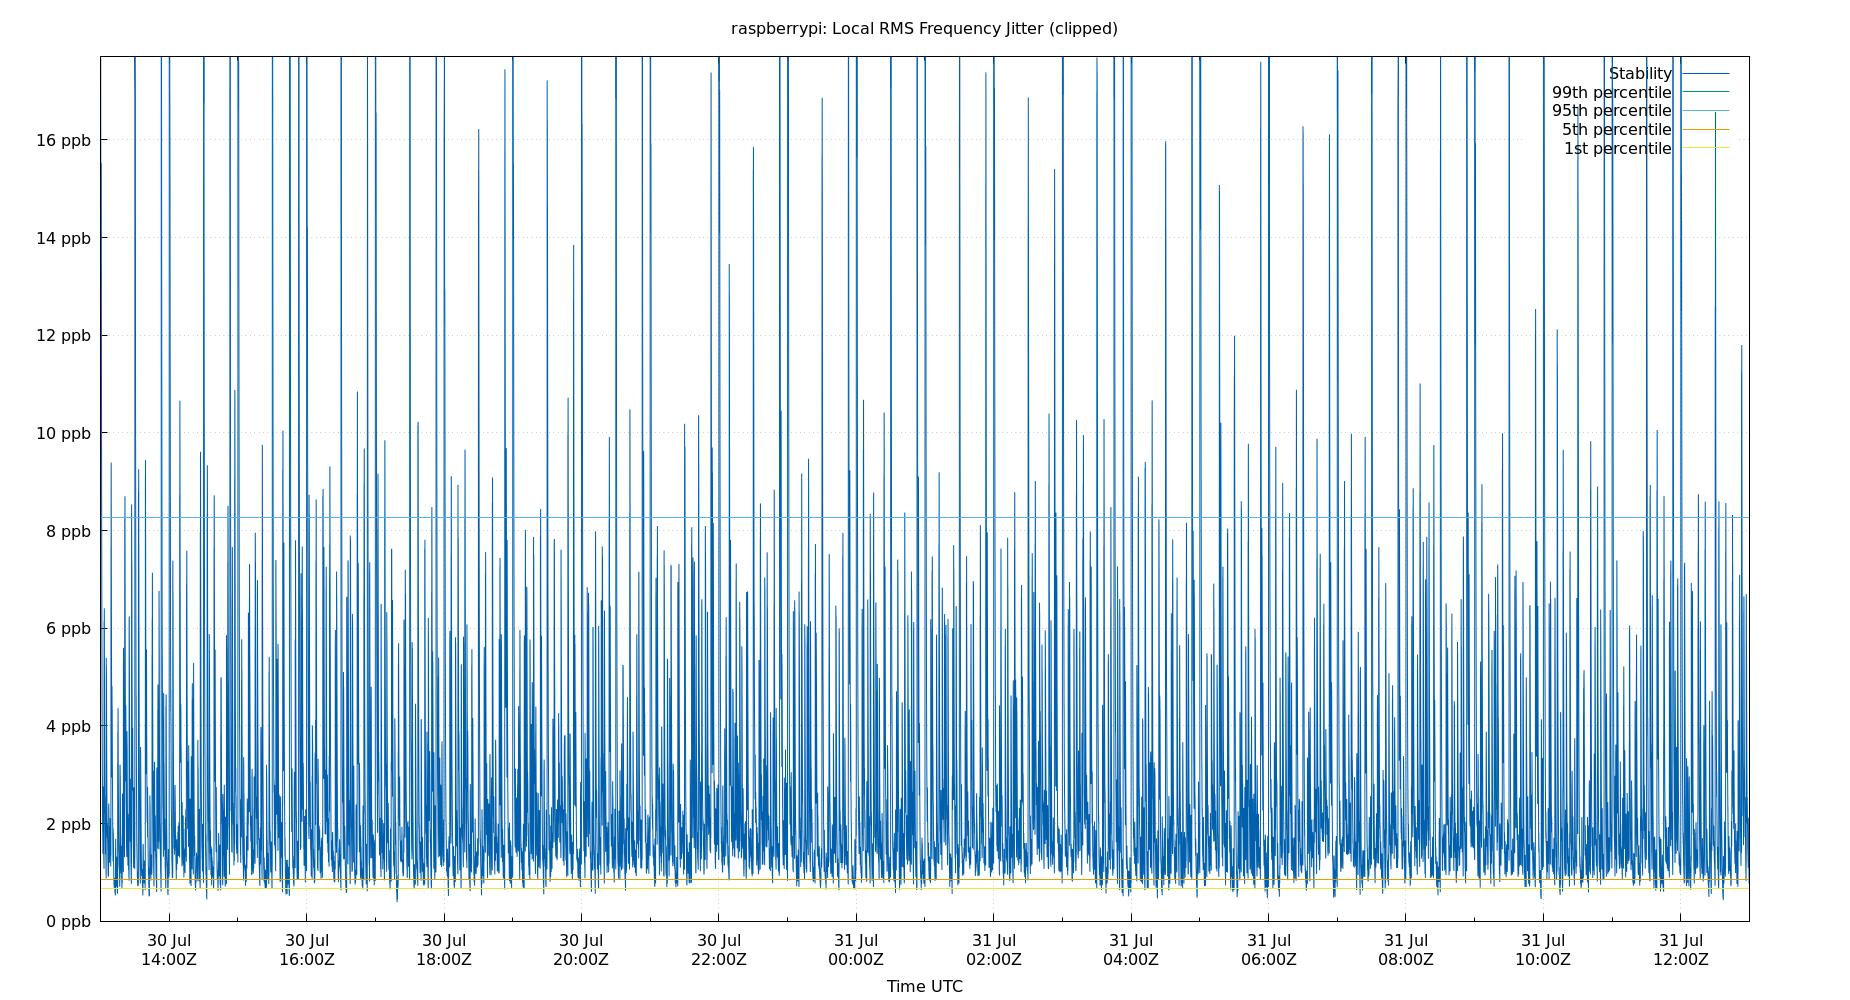 raspberrypi: Local RMS Frequency Jitter (clipped)
Stability
99th percentile
95th percentile
5th percentile
1st percentile
16 ppb
14 ppb
12 ppb
10 ppb
8 ppb
6 ppb
4 ppb
2 ppb
0 ppb
30 Jul 30 Jul 30 Jul 30 Jul 30 Jul 31 Jul 31 Jul 31 Jul 31 Jul 31 Jul 31 Jul 31 Jul
14:00Z 16:00Z 18:00Z 20:00Z 22:00Z 00:00Z 02:00Z 04:00Z 06:00Z 08:00Z 10:00Z 12:00Z
Time UTC